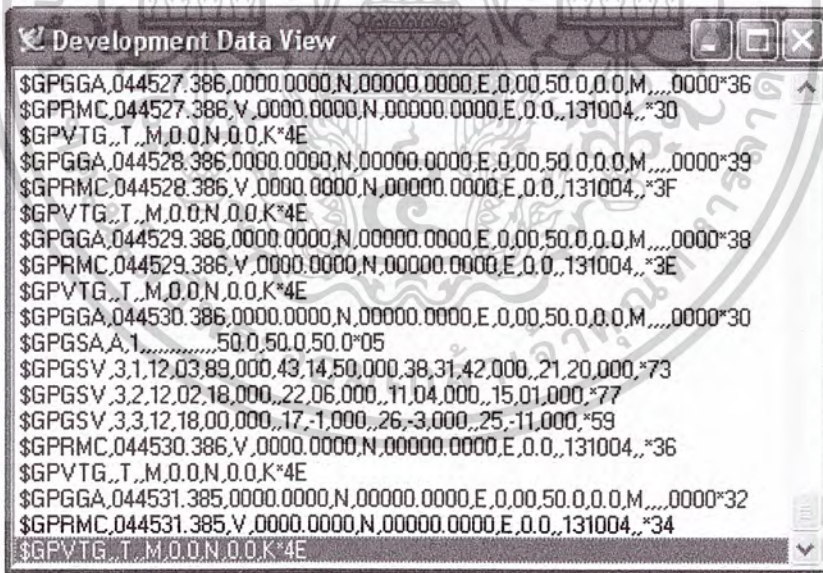 Development Data View
$GPGGA,044527.386,0000.0000,N,00000.0000,E,0,00,50.0,0.0,M,,,,0000*36
$GPRMC,044527.386,V,0000.0000,N,00000.0000,E,0.0,,131004,,*30
$GPVTG,,T,,M,0.0,N,0.0,K*4E
$GPGGA,044528.386,0000.0000,N,00000.0000,E,0,00,50.0,0.0,M,,,,0000*39
$GPRMC,044528.386,V,0000.0000,N,00000.0000,E,0.0,,131004,,*3F
$GPVTG,,T,,M,0.0,N,0.0,K*4E
$GPGGA,044529.386,0000.0000,N,00000.0000,E,0,00,50.0,0.0,M,,,,0000*38
$GPRMC,044529.386,V,0000.0000,N,00000.0000,E,0.0,,131004,,*3E
$GPVTG,,T,,M,0.0,N,0.0,K*4E
$GPGGA,044530.386,0000.0000,N,00000.0000,E,0,00,50.0,0.0,M,,,,0000*30
$GPGSA,A,1,,,,,,,,,,,,,50.0,50.0,50.0*05
$GPGSV,3,1,12,03,89,000,43,14,50,000,38,31,42,000,,21,20,000,*73
$GPGSV,3,2,12,02,18,000,,22,06,000,,11,04,000,,15,01,000,*77
$GPGSV,3,3,12,18,00,000,,17,-1,000,,26,-3,000,,25,-11,000,*59
$GPRMC,044530.386,V,0000.0000,N,00000.0000,E,0.0,,131004,,*36
$GPVTG,,T,,M,0.0,N,0.0,K*4E
$GPGGA,044531.385,0000.0000,N,00000.0000,E,0,00,50.0,0.0,M,,,,0000*32
$GPRMC,044531.385,V,0000.0000,N,00000.0000,E,0.0,,131004,,*34
$GPVTG,,T,,M,0.0,N,0.0,K*4E